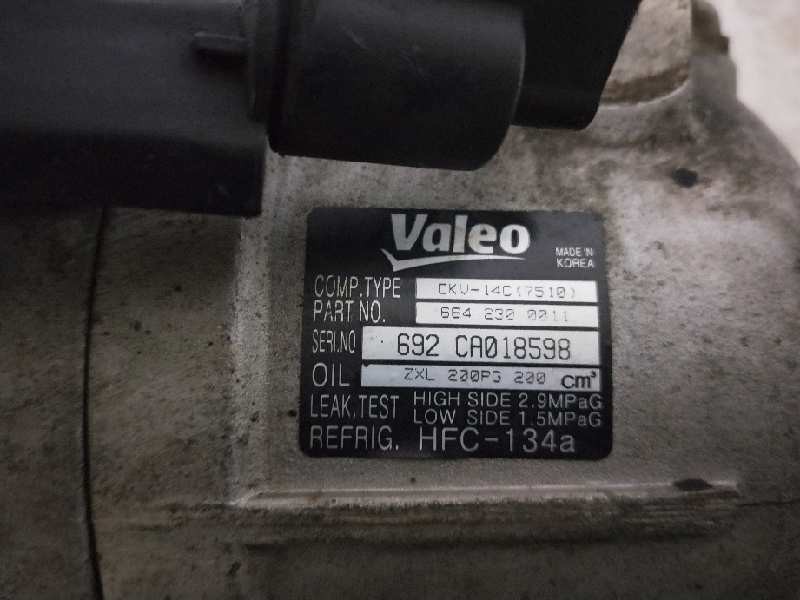 Valeo
MADE IN
KOREA
COMP.TYPE CKV-14C(7510)
PART NO. 664 230 0011
SERI.NO 692 CA018598
OIL ZXL 200PG 200 cm³
LEAK.TEST HIGH SIDE 2.9MPaG
LOW SIDE 1.5MPaG
REFRIG. HFC-134a